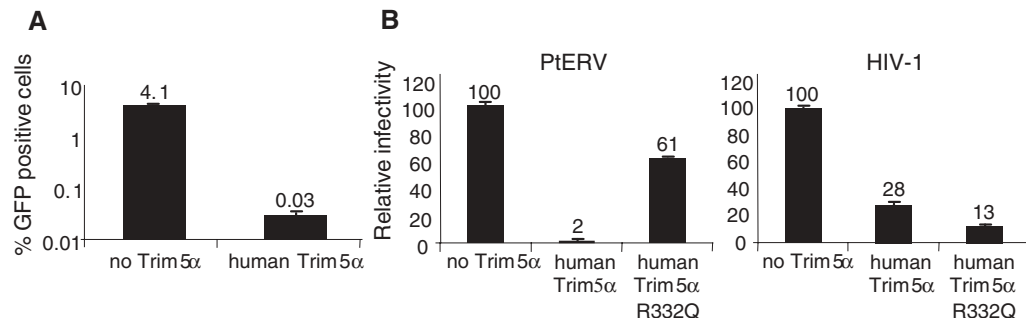 A
% GFP positive cells
10
1
0.1
0.01
4.1
0.03
no Trim5α
human Trim5α
B
Relative infectivity
PtERV
120
100
80
60
40
20
0
100
2
61
no Trim5α
human
Trim5α
human
Trim5α
R332Q
HIV-1
120
100
80
60
40
20
0
100
28
13
no Trim5α
human
Trim5α
human
Trim5α
R332Q